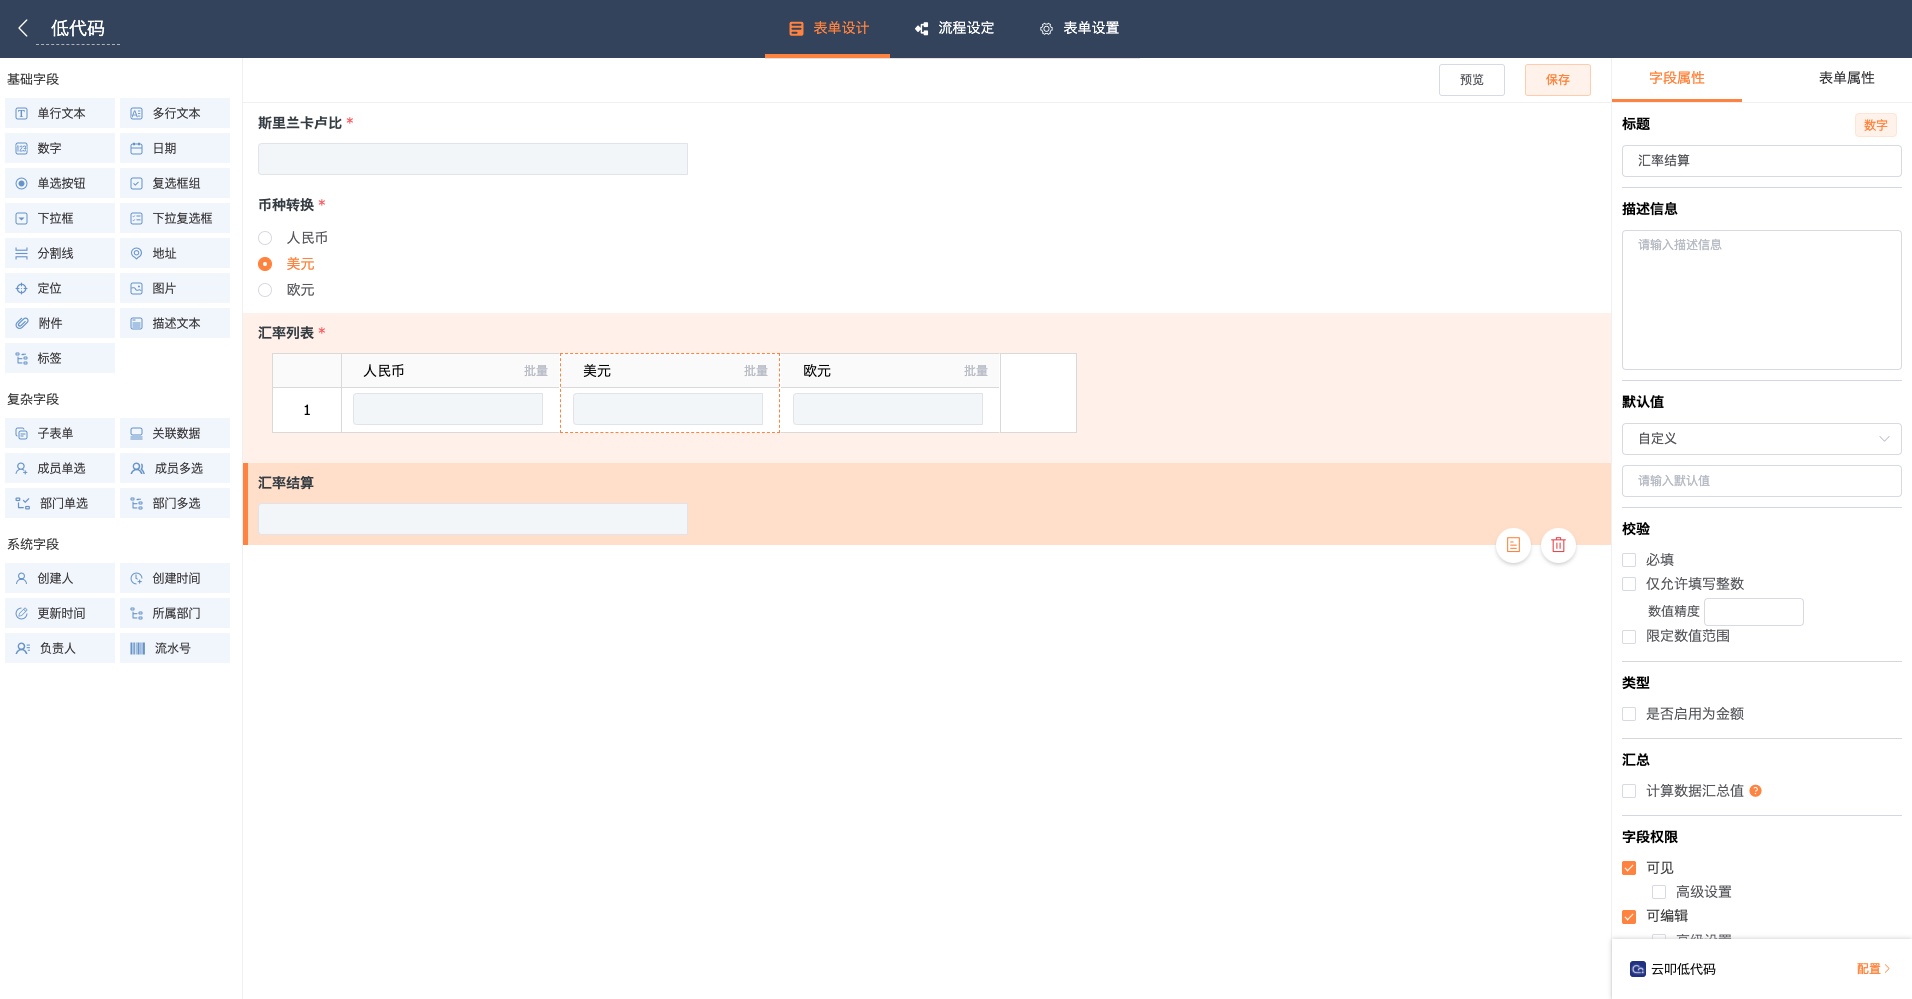 低代码
表单设计
流程设定
表单设置
基础字段
单行文本
多行文本
数字
日期
单选按钮
复选框组
下拉框
下拉复选框
分割线
地址
定位
图片
附件
描述文本
标签
复杂字段
子表单
关联数据
成员单选
成员多选
部门单选
部门多选
系统字段
创建人
创建时间
更新时间
所属部门
负责人
流水号
预览
保存
斯里兰卡卢比 *
币种转换 *
人民币
美元
欧元
汇率列表 *
人民币 批量 美元 批量 欧元 批量
1
汇率结算
字段属性
表单属性
标题
数字
汇率结算
描述信息
请输入描述信息
默认值
自定义
请输入默认值
校验
必填
仅允许填写整数
数值精度
限定数值范围
类型
是否启用为金额
汇总
计算数据汇总值 ?
字段权限
可见
高级设置
可编辑
高级设置
云叩低代码
配置